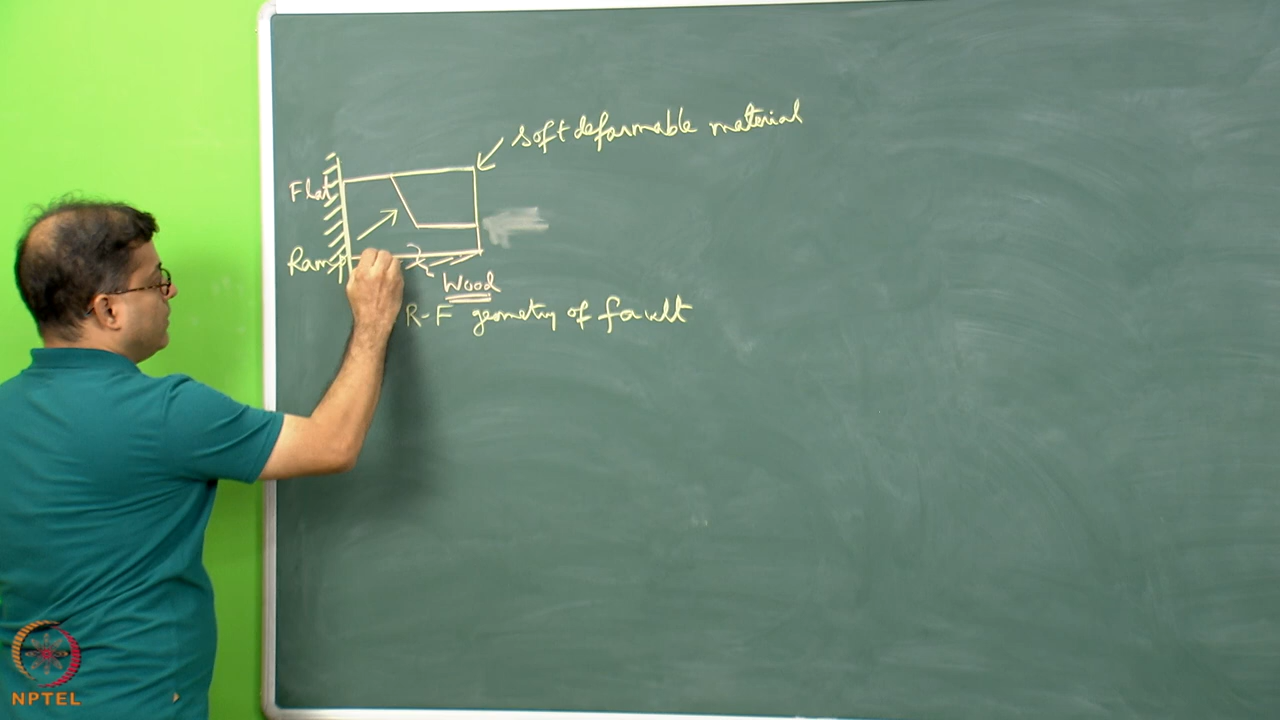 Soft deformable material
Flat
Ramp
Wood
R-F geometry of fault
NPTEL